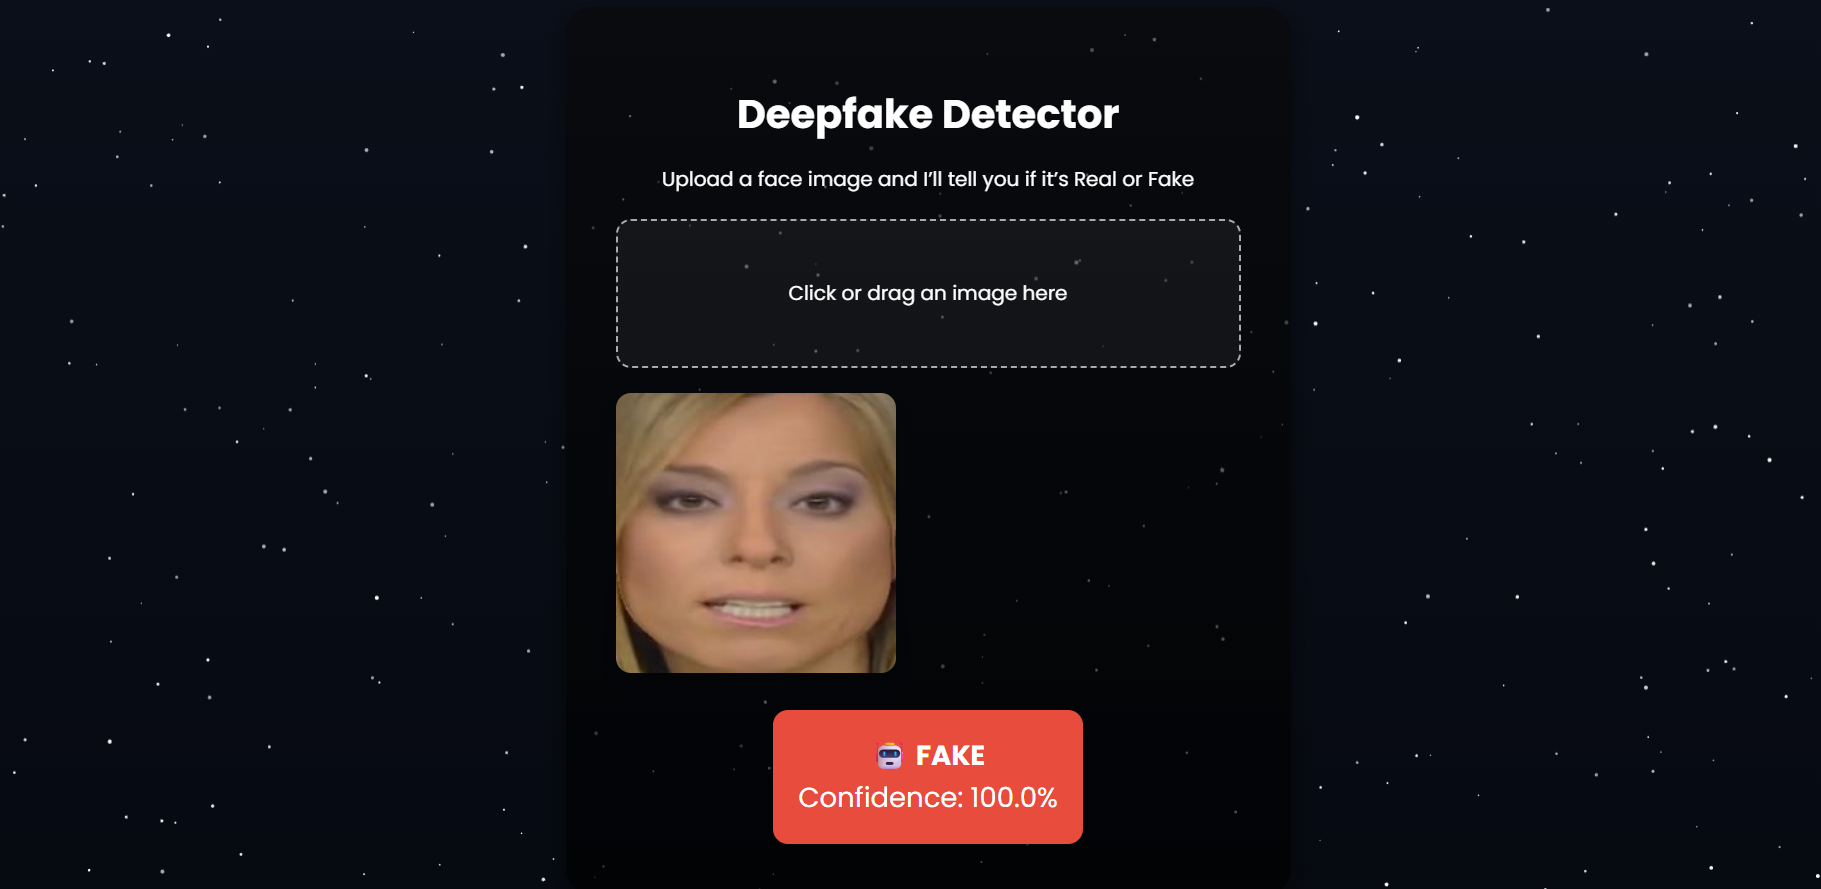 Deepfake Detector
Upload a face image and I’ll tell you if it’s Real or Fake
Click or drag an image here
FAKE
Confidence: 100.0%